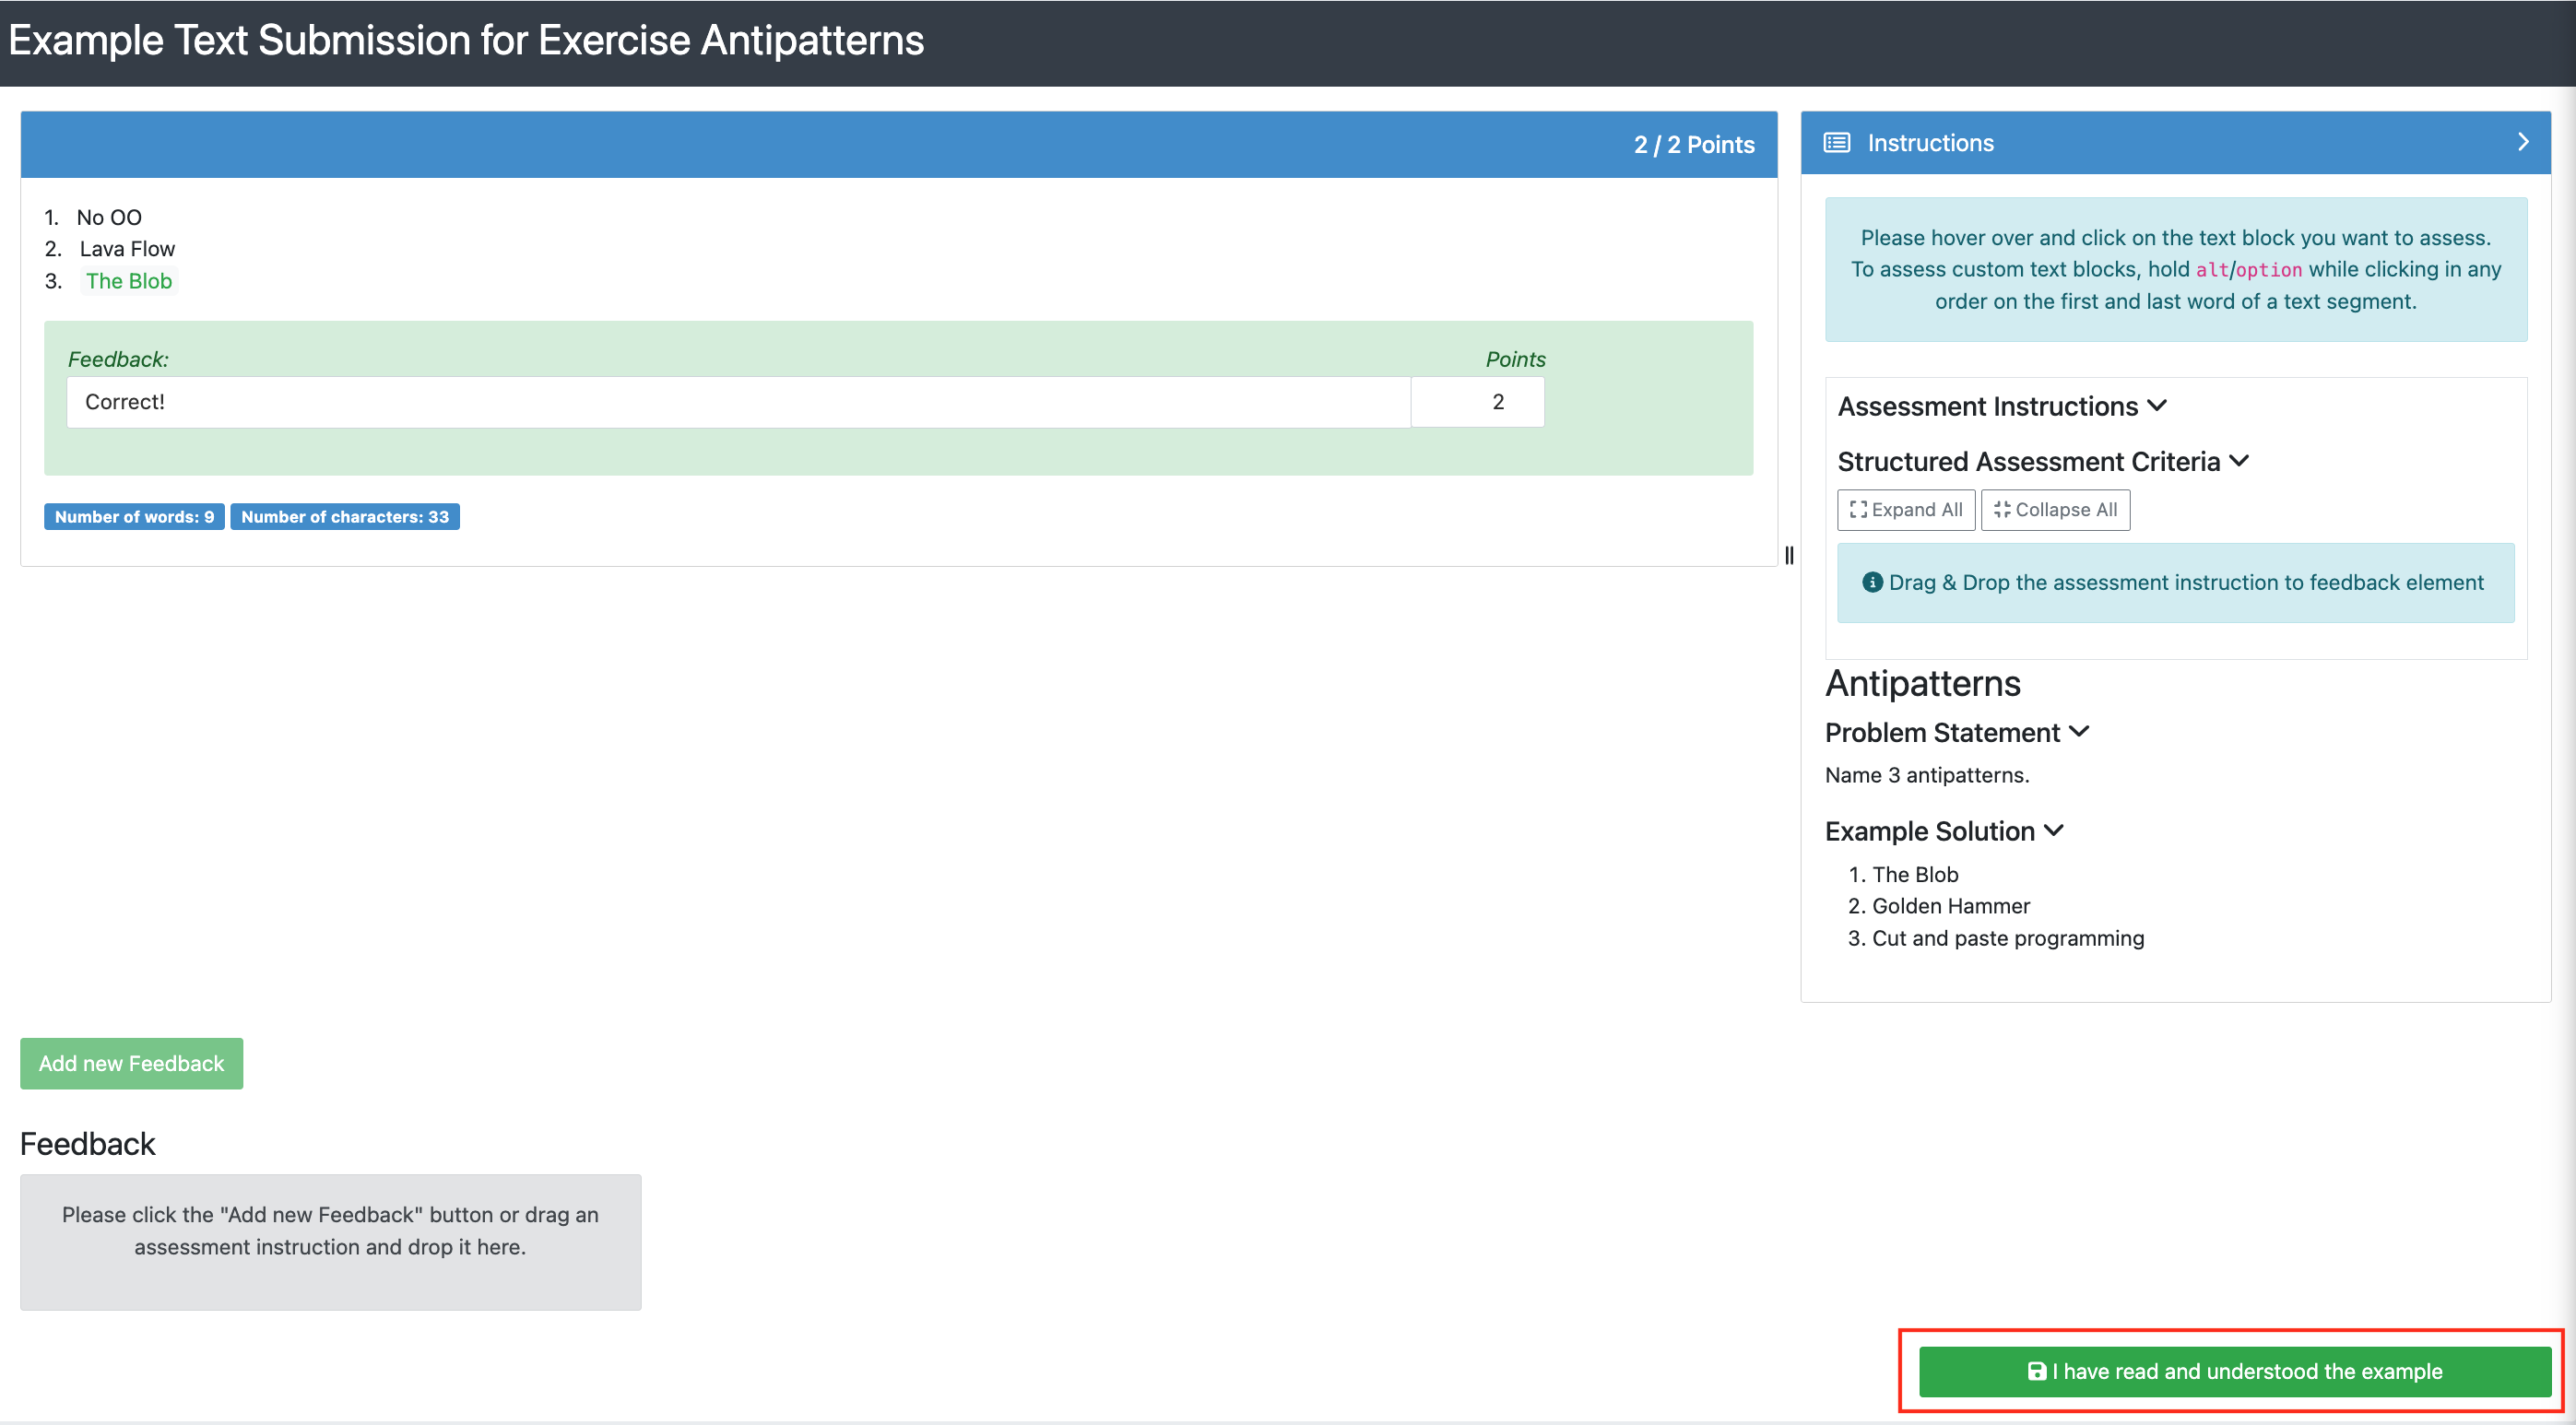 Example Text Submission for Exercise Antipatterns
2 / 2 Points
1. No OO
2. Lava Flow
3. The Blob
Feedback:
Points
Correct!
2
Number of words: 9
Number of characters: 33
Instructions
Please hover over and click on the text block you want to assess.
To assess custom text blocks, hold alt/option while clicking in any
order on the first and last word of a text segment.
Assessment Instructions
Structured Assessment Criteria
Expand All
Collapse All
Drag & Drop the assessment instruction to feedback element
Antipatterns
Problem Statement
Name 3 antipatterns.
Example Solution
1. The Blob
2. Golden Hammer
3. Cut and paste programming
Add new Feedback
Feedback
Please click the "Add new Feedback" button or drag an
assessment instruction and drop it here.
I have read and understood the example